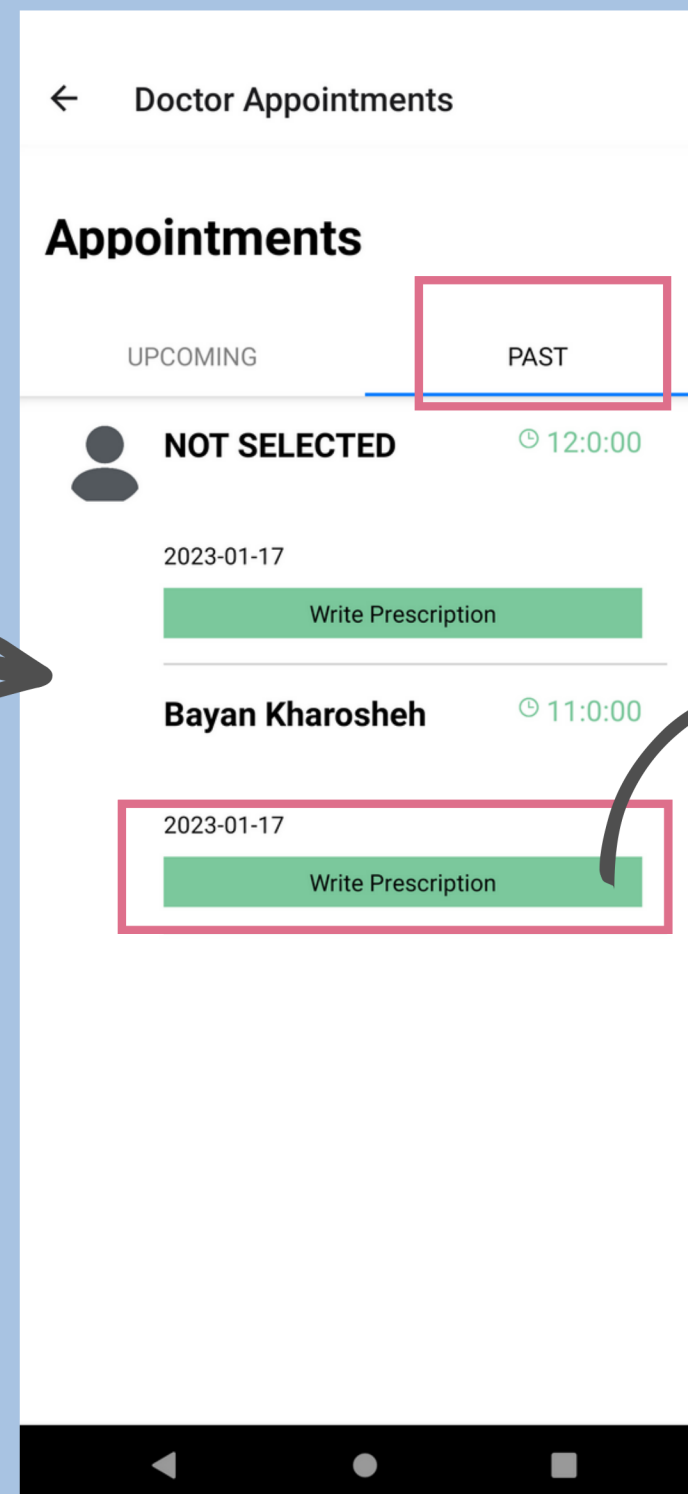 Doctor Appointments
Appointments
UPCOMING PAST
NOT SELECTED 12:0:00
2023-01-17
Write Prescription
Bayan Kharosheh 11:0:00
2023-01-17
Write Prescription